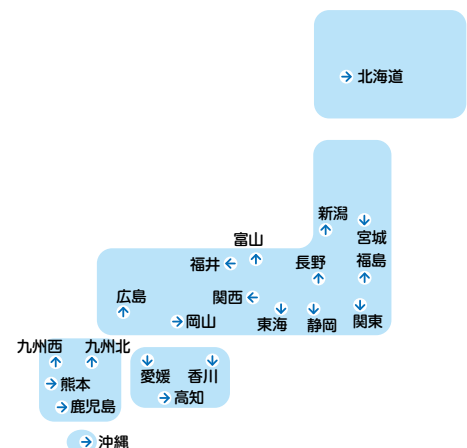 北海道
新潟
宮城
富山
福島
福井
長野
広島
関西
岡山
東海
静岡
関東
九州西
九州北
愛媛
香川
熊本
高知
鹿児島
沖縄